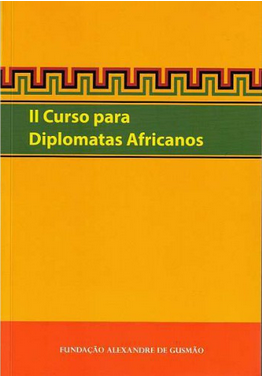 II Curso para
Diplomatas Africanos
FUNDAÇÃO ALEXANDRE DE GUSMÃO